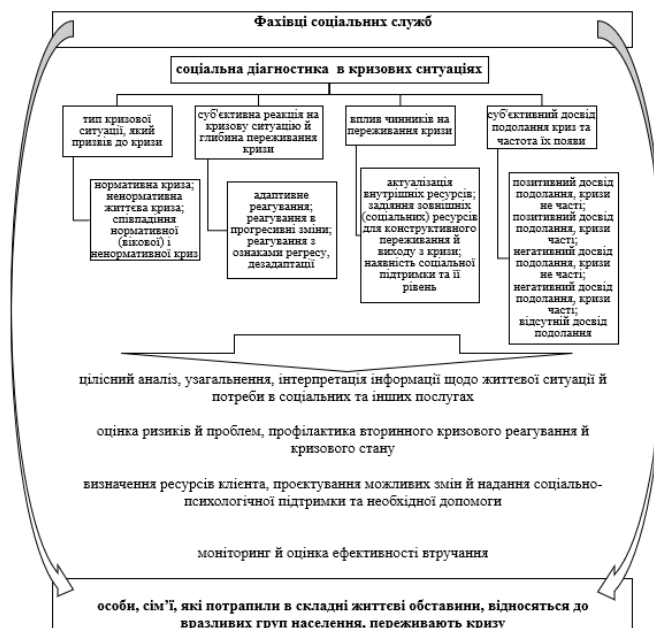 Фахівці соціальних служб
соціальна діагностика в кризових ситуаціях
тип кризової
ситуації, який
призвів до кризи
суб'єктивна реакція на
кризову ситуацію й
глибина переживання
кризи
вплив чинників на
переживання кризи
суб'єктивний досвід
подолання криз та
частота їх появи
нормативна криза;
ненормативна
життєва криза;
співпадіння
нормативної
(вікової) і
ненормативної криз
адаптивне
реагування;
реагування в
прогресивні зміни;
реагування з
ознаками регресу,
дезадаптації
актуалізація
внутрішніх ресурсів;
задіяння зовнішніх
(соціальних) ресурсів
для конструктивного
переживання й
виходу з кризи;
наявність соціальної
підтримки та її
рівень
позитивний досвід
подолання, кризи
не часті;
позитивний досвід
подолання, кризи
часті;
негативний досвід
подолання, кризи
не часті;
негативний досвід
подолання, кризи
часті;
відсутній досвід
подолання
цілісний аналіз, узагальнення, інтерпретація інформації щодо життєвої ситуації й
потреби в соціальних та інших послугах
оцінка ризиків й проблем, профілактика вторинного кризового реагування й
кризового стану
визначення ресурсів клієнта, проєктування можливих змін й надання соціально-
психологічної підтримки та необхідної допомоги
моніторинг й оцінка ефективності втручання
особи, сім'ї, які потрапили в складні життєві обставини, відносяться до
вразливих груп населення, переживають кризу